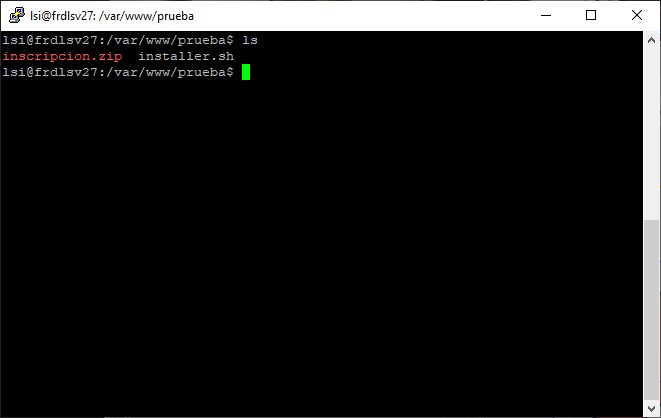 lsi@frdlsv27: /var/www/prueba
lsi@frdlsv27:/var/www/prueba$ ls
inscripcion.zip  installer.sh
lsi@frdlsv27:/var/www/prueba$